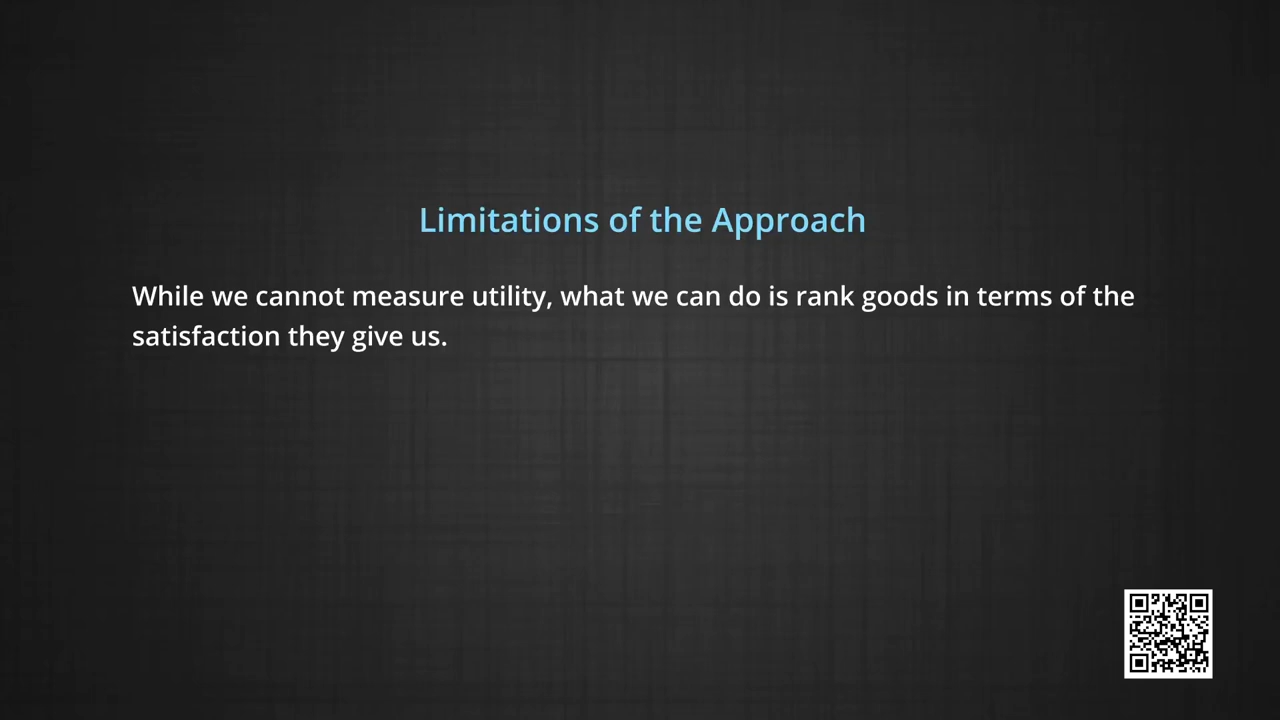 Limitations of the Approach
While we cannot measure utility, what we can do is rank goods in terms of the
satisfaction they give us.